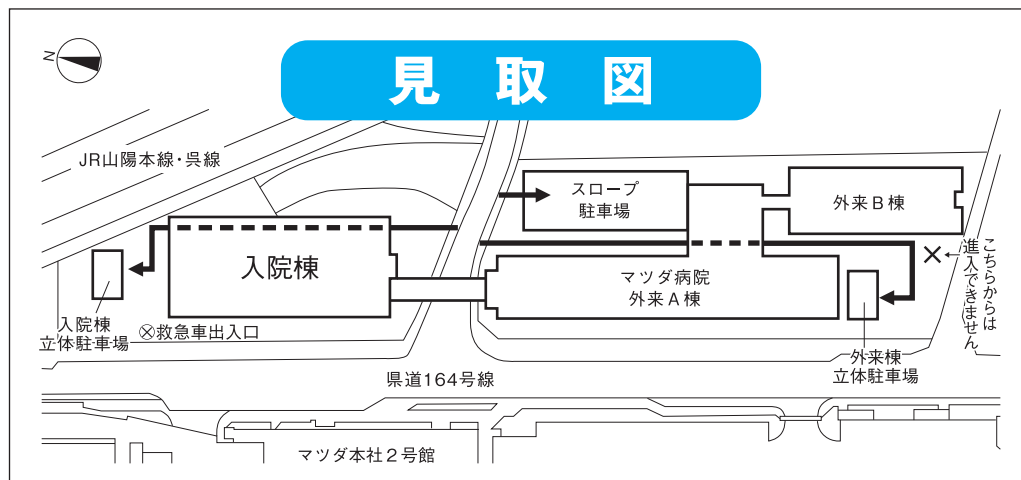 N
見取図
JR山陽本線・呉線
スロープ
駐車場
外来B棟
入院棟
マツダ病院
外来A棟
こちらからは
進入できません
入院棟
立体駐車場
救急車出入口
外来棟
立体駐車場
県道164号線
マツダ本社2号館